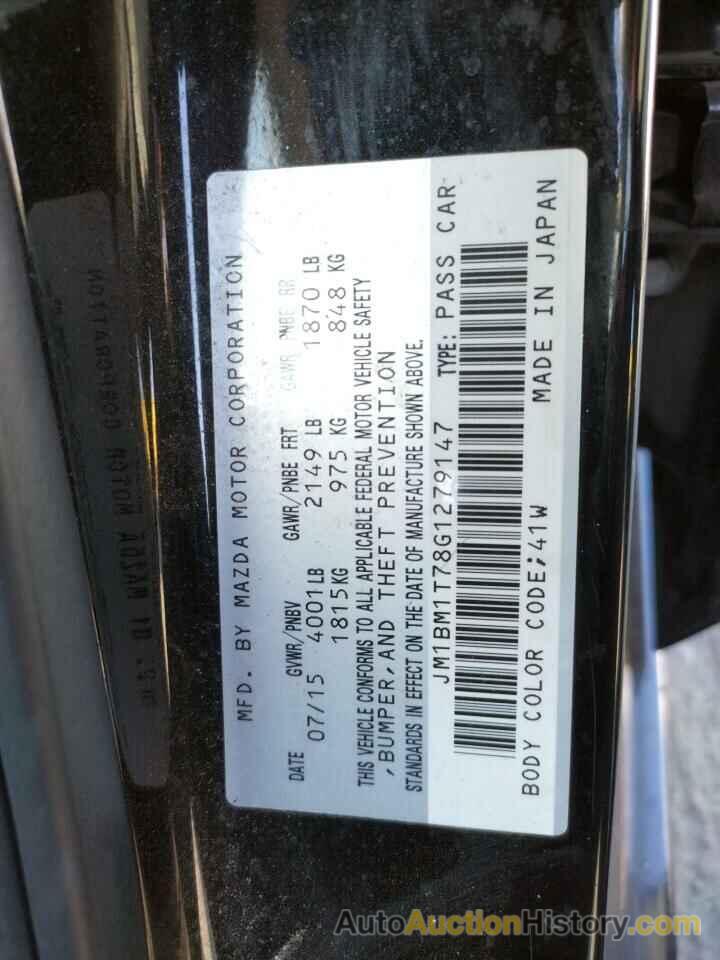 MFD. BY MAZDA MOTOR CORPORATION
DATE GVWR/PNBV GAWR/PNBE FRT GAWR/PNBE RR
07/15 4001LB 2149 LB 1870 LB
1815KG 975 KG 848 KG
THIS VEHICLE CONFORMS TO ALL APPLICABLE FEDERAL MOTOR VEHICLE SAFETY
,BUMPER,AND THEFT PREVENTION
STANDARDS IN EFFECT ON THE DATE OF MANUFACTURE SHOWN ABOVE.
JM1BM1T78G1279147 TYPE: PASS CAR
BODY COLOR CODE;41W MADE IN JAPAN
AutoAuctionHistory.com